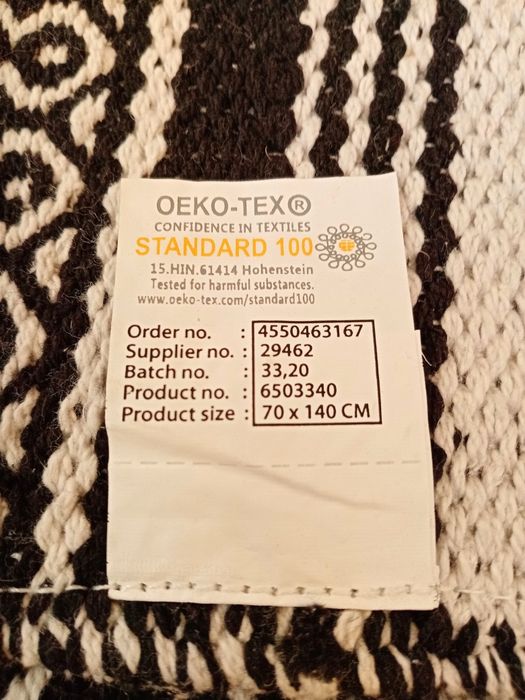 OEKO-TEX®
CONFIDENCE IN TEXTILES
STANDARD 100
15.HIN.61414 Hohenstein
Tested for harmful substances.
www.oeko-tex.com/standard100
Order no. : 4550463167
Supplier no. : 29462
Batch no. : 33,20
Product no. : 6503340
Product size : 70 x 140 CM